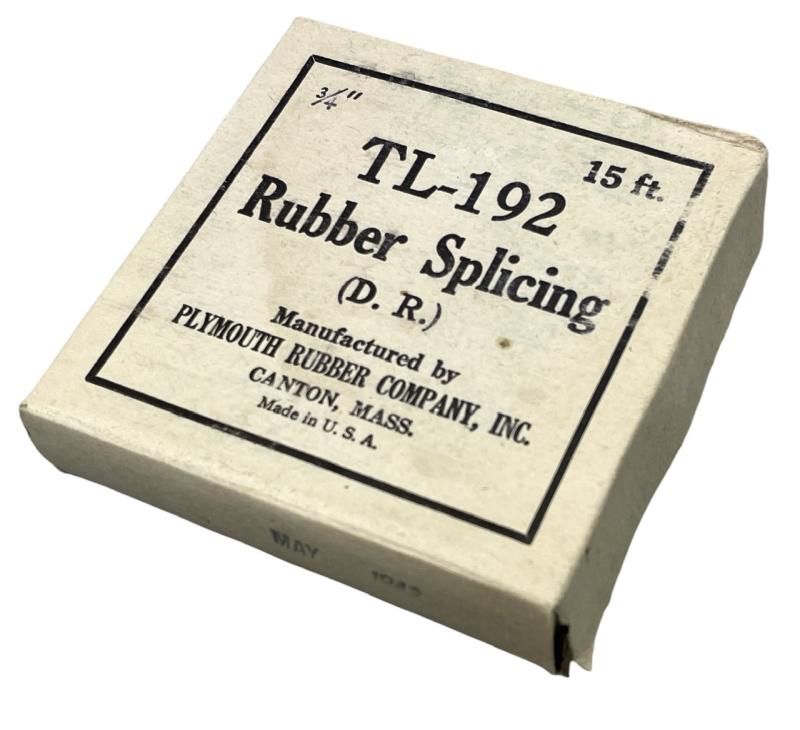 3/4"
15 ft.
TL-192
Rubber Splicing
(D. R.)
Manufactured by
PLYMOUTH RUBBER COMPANY, INC.
CANTON, MASS.
Made in U. S. A.
MAY